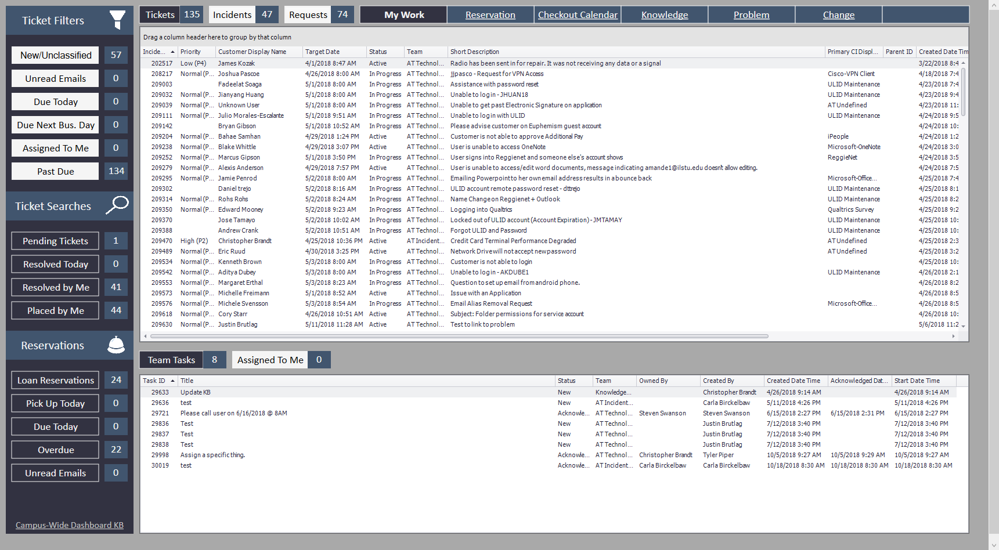 Ticket Filters
New/Unclassified 57
Unread Emails 0
Due Today 0
Due Next Bus. Day 0
Assigned To Me 0
Past Due 134
Ticket Searches
Pending Tickets 1
Resolved Today 0
Resolved by Me 41
Placed by Me 44
Reservations
Loan Reservations 24
Pick Up Today 0
Due Today 0
Overdue 22
Unread Emails 0
Campus-Wide Dashboard KB
Tickets 135 Incidents 47 Requests 74 My Work Reservation Checkout Calendar Knowledge Problem Change
Drag a column header here to group by that column
Incide... Priority Customer Display Name Target Date Status Team Short Description Primary CI Displ... Parent ID Created Date Tim
202517 Low (P4) James Kozak 4/1/2018 8:47 AM Active AT Technol... Radio has been sent in for repair. It was not receiving any data or a signal 3/22/2018 8:4
208217 Normal (P... Joshua Pascoe 4/26/2018 8:00 AM In Progress AT Technol... jjpasco - Request for VPN Access Cisco-VPN Client 4/18/2018 7:4
209003 Fadeelat Soaga 5/1/2018 8:00 AM In Progress AT Technol... Assistance with password reset ULID Maintenance 4/23/2018 7:4
209032 Normal (P... Jianyang Huang 5/1/2018 8:00 AM In Progress AT Technol... Unable to login - JHUAN18 ULID Maintenance 4/23/2018 9:4
209039 Normal (P... Unknown User 5/1/2018 8:00 AM In Progress AT Technol... Unable to get past Electronic Signature on application AT Undefined 4/23/2018 11:
209111 Normal (P... Julio Morales-Escalante 5/1/2018 9:51 AM In Progress AT Technol... Unable to login with ULID ULID Maintenance 4/24/2018 9:5
209142 Bryan Gibson 5/1/2018 10:52 AM In Progress AT Technol... Please advise customer on Euphemism guest account 4/24/2018 10:
209204 Normal (P... Bahae Samhan 4/29/2018 1:24 PM Active AT Technol... Customer is not able to approve Additional Pay iPeople 4/24/2018 1:2
209238 Normal (P... Blake Whittle 4/29/2018 3:07 PM Active AT Technol... User is unable to access OneNote Microsoft-OneNote 4/24/2018 3:0
209252 Normal (P... Marcus Gipson 5/1/2018 3:50 PM In Progress AT Technol... User signs into Reggienet and someone else's account shows ReggieNet 4/24/2018 3:5
209279 Normal (P... Alexis Anderson 4/29/2018 7:57 PM Active AT Technol... User is unable to access/edit word documents, message indicating amande1@ilstu.edu doesn't allow editing. 4/24/2018 7:5
209295 Normal (P... Jamie Penrod 5/2/2018 8:00 AM In Progress AT Technol... Emailing Powerpoint to her own email address results in a bounce back Microsoft-Office... 4/25/2018 7:4
209302 Daniel trejo 5/2/2018 8:16 AM In Progress AT Technol... ULID account remote password reset - dttrejo ULID Maintenance 4/25/2018 8:1
209314 Normal (P... Rohs Rohs 5/2/2018 8:24 AM In Progress AT Technol... Name Change on Reggienet + Outlook ULID Maintenance 4/25/2018 8:2
209350 Normal (P... Edward Mooney 5/2/2018 9:23 AM In Progress AT Technol... Logging into Qualtrics Qualtrics Survey 4/25/2018 9:2
209370 Jose Tamayo 5/2/2018 10:02 AM In Progress AT Technol... Locked out of ULID account (Account Expiration) - JMTAMAY ULID Maintenance 4/25/2018 10:
209388 Andrew Crank 5/2/2018 10:51 AM In Progress AT Technol... Forgot ULID and Password ULID Maintenance 4/25/2018 10:
209470 High (P2) Christopher Brandt 4/25/2018 10:36 PM Active AT Incident... Credit Card Terminal Performance Degraded AT Undefined 4/25/2018 2:3
209489 Normal (P... Eric Ruud 4/30/2018 3:25 PM Active AT Technol... Network Drive will not accept new password AT Undefined 4/25/2018 3:2
209534 Normal (P... Kenneth Brown 5/3/2018 8:00 AM In Progress AT Technol... Customer is not able to login 4/25/2018 10:
209542 Normal (P... Aditya Dubey 5/3/2018 8:00 AM In Progress AT Technol... Unable to login - AKDUBE1 ULID Maintenance 4/26/2018 2:1
209553 Normal (P... Margaret Erthal 5/3/2018 8:23 AM In Progress AT Technol... Question to set up email from android phone. 4/26/2018 8:2
209573 Normal (P... Michelle Freimann 5/1/2018 8:52 AM Active AT Technol... Issue with an Application 4/26/2018 8:5
209576 Normal (P... Michele Svensson 5/3/2018 8:54 AM In Progress AT Technol... Email Alias Removal Request Microsoft-Office... 4/26/2018 8:5
209618 Normal (P... Cory Starr 4/26/2018 10:51 AM Active AT Technol... Subject: Folder permissions for service account 4/26/2018 10:
209630 Normal (P... Justin Brutlag 5/11/2018 11:28 AM Active AT Technol... Test to link to problem 5/6/2018 11:2
Team Tasks 8 Assigned To Me 0
Task ID Title Status Team Owned By Created By Created Date Time Acknowledged Dat... Start Date Time
29633 Update KB New Knowledge... Christopher Brandt 4/26/2018 9:14 AM 4/26/2018 9:14 AM
29636 test New AT Incident... Carla Birckelbaw 5/11/2018 4:26 PM 5/11/2018 4:26 PM
29721 Please call user on 6/16/2018 @ 8AM Acknowle... AT Technol... Steven Swanson Steven Swanson 6/15/2018 2:27 PM 6/15/2018 2:31 PM 6/15/2018 2:27 PM
29836 Test New AT Technol... Justin Brutlag 7/12/2018 3:40 PM 7/12/2018 3:40 PM
29837 Test New AT Technol... Justin Brutlag 7/12/2018 3:40 PM 7/12/2018 3:40 PM
29838 Test New AT Technol... Justin Brutlag 7/12/2018 3:40 PM 7/12/2018 3:40 PM
29998 Assign a specific thing. Acknowle... AT Technol... Christopher Brandt Tyler Piper 10/5/2018 9:27 AM 10/5/2018 9:29 AM 10/5/2018 9:27 AM
30019 test Acknowle... AT Incident... Carla Birckelbaw Carla Birckelbaw 10/18/2018 8:30 AM 10/18/2018 8:30 AM 10/18/2018 8:30 AM